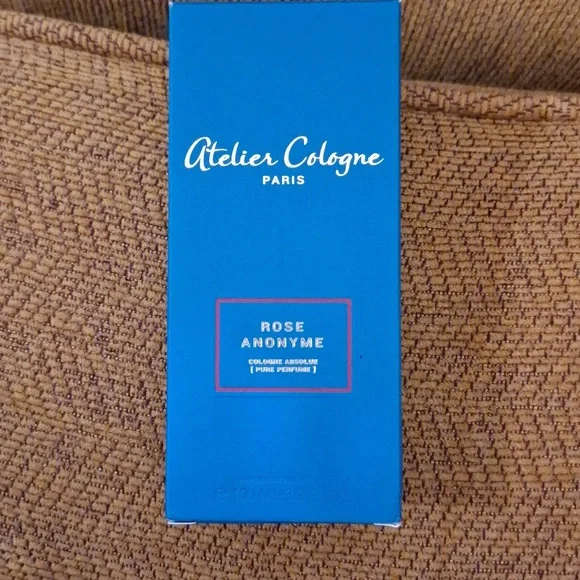 Atelier Cologne
PARIS
ROSE
ANONYME
COLOGNE ABSOLUE
[ PURE PERFUME ]